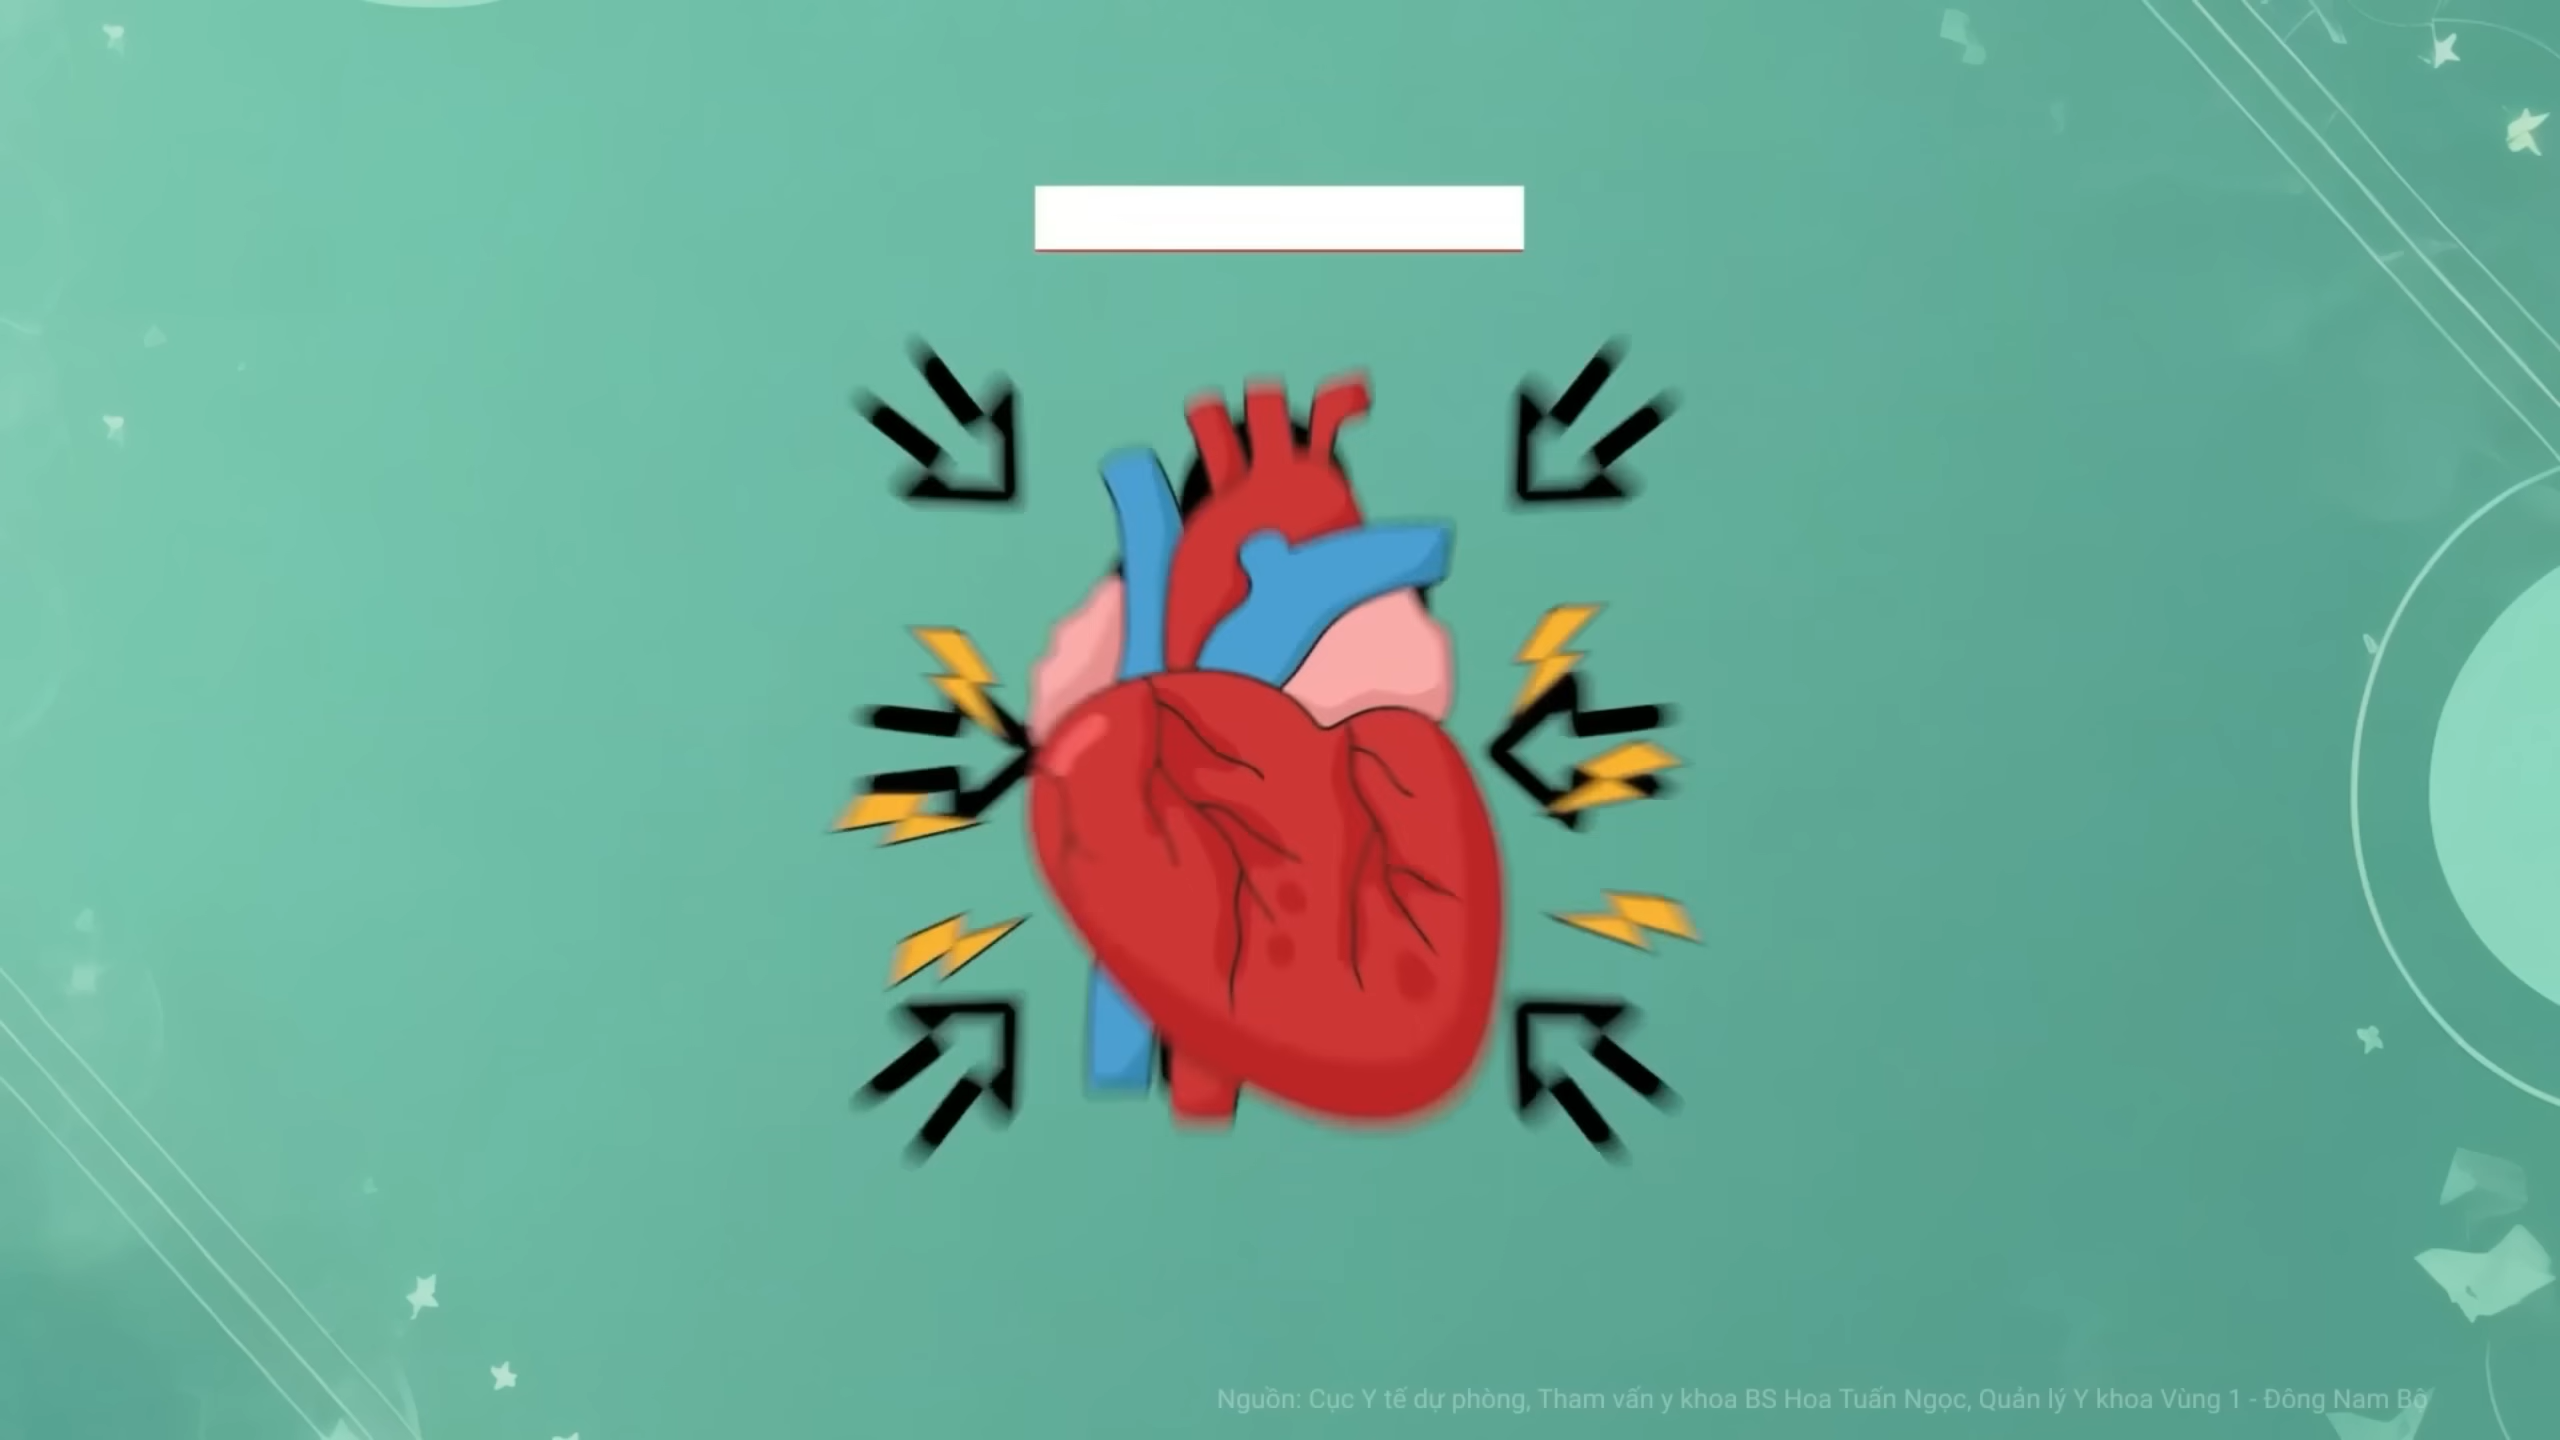 Nguồn: Cục Y tế dự phòng, Tham vấn y khoa BS Hoa Tuấn Ngọc, Quản lý Y khoa Vùng 1 - Đông Nam Bộ